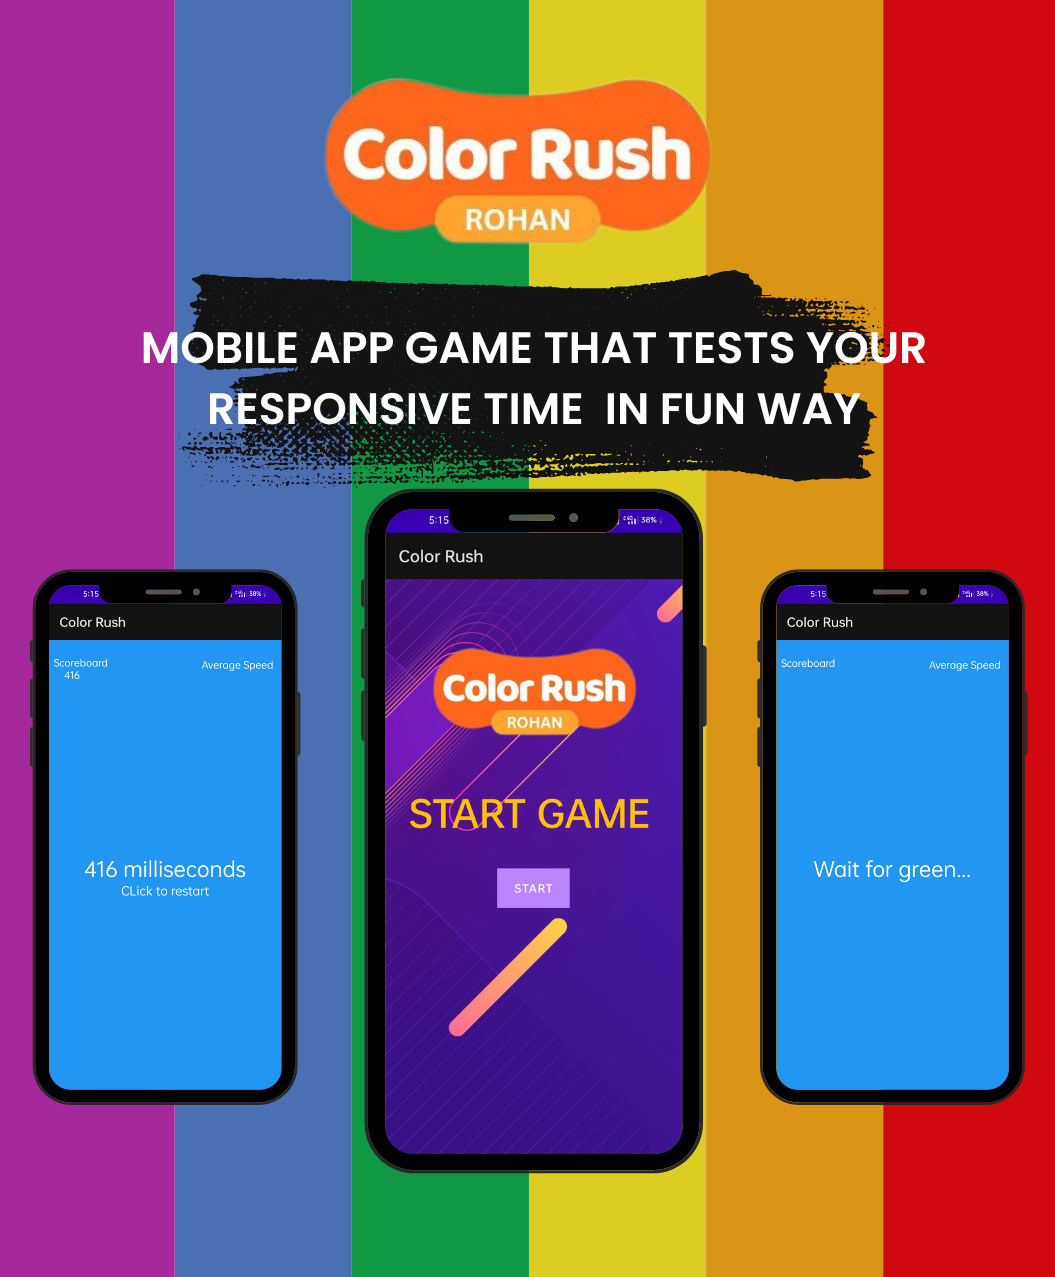 Color Rush
ROHAN
MOBILE APP GAME THAT TESTS YOUR
RESPONSIVE TIME IN FUN WAY
5:15
38%
Color Rush
Color Rush
ROHAN
START GAME
START
5:15
38%
Color Rush
Scoreboard
416
Average Speed
416 milliseconds
CLick to restart
5:15
38%
Color Rush
Scoreboard
Average Speed
Wait for green...